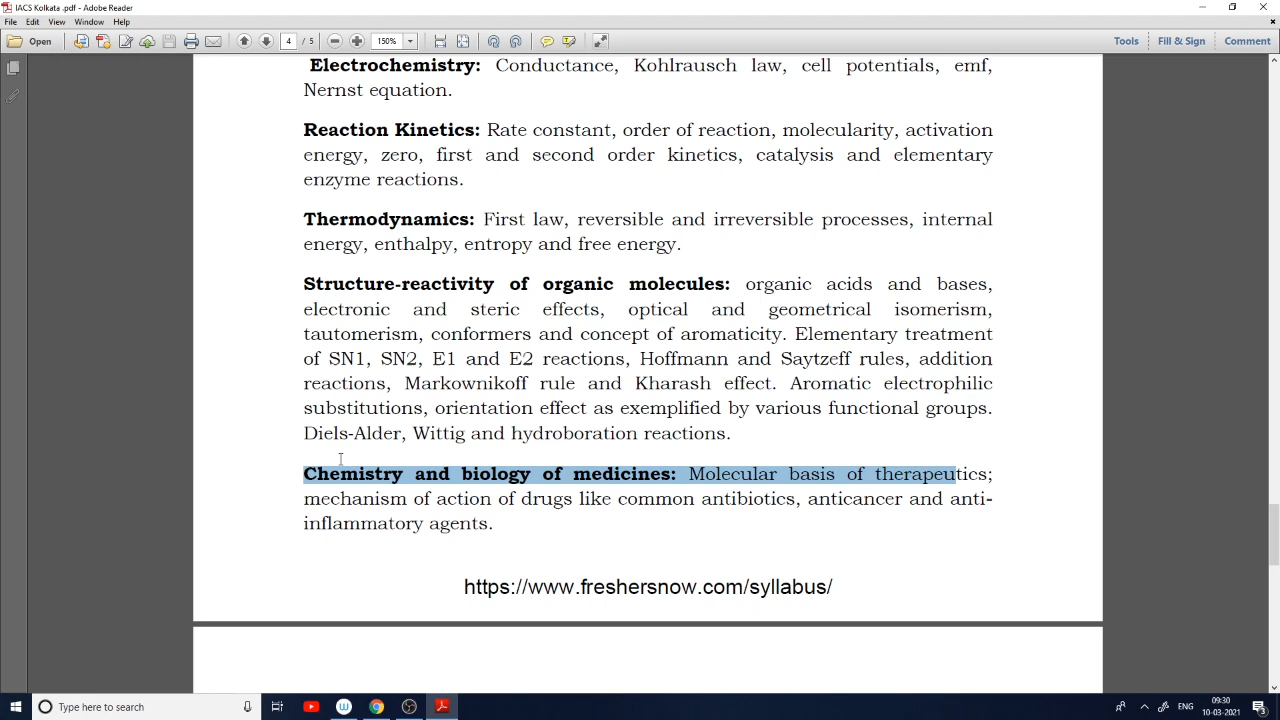 IACS Kolkata .pdf - Adobe Reader
File Edit View Window Help
Open 4 / 5 150% Tools Fill & Sign Comment
Electrochemistry: Conductance, Kohlrausch law, cell potentials, emf,
Nernst equation.
Reaction Kinetics: Rate constant, order of reaction, molecularity, activation
energy, zero, first and second order kinetics, catalysis and elementary
enzyme reactions.
Thermodynamics: First law, reversible and irreversible processes, internal
energy, enthalpy, entropy and free energy.
Structure-reactivity of organic molecules: organic acids and bases,
electronic and steric effects, optical and geometrical isomerism,
tautomerism, conformers and concept of aromaticity. Elementary treatment
of SN1, SN2, E1 and E2 reactions, Hoffmann and Saytzeff rules, addition
reactions, Markownikoff rule and Kharash effect. Aromatic electrophilic
substitutions, orientation effect as exemplified by various functional groups.
Diels-Alder, Wittig and hydroboration reactions.
Chemistry and biology of medicines: Molecular basis of therapeutics;
mechanism of action of drugs like common antibiotics, anticancer and anti-
inflammatory agents.
https://www.freshersnow.com/syllabus/
Type here to search
ENG
09:30
10-03-2021
3